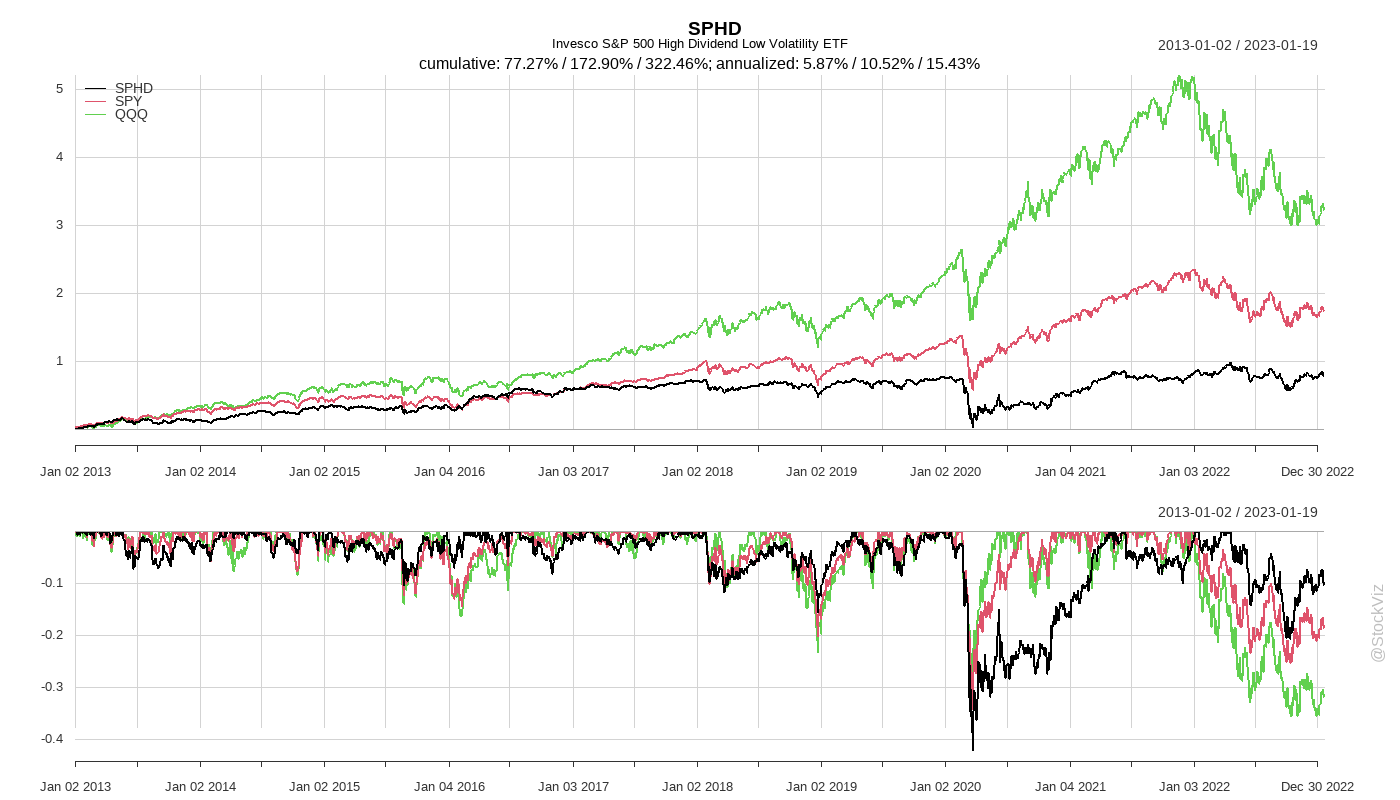 SPHD
Invesco S&P 500 High Dividend Low Volatility ETF
2013-01-02 / 2023-01-19
cumulative: 77.27% / 172.90% / 322.46%; annualized: 5.87% / 10.52% / 15.43%
SPHD
SPY
QQQ
5
4
3
2
1
Jan 02 2013 Jan 02 2014 Jan 02 2015 Jan 04 2016 Jan 03 2017 Jan 02 2018 Jan 02 2019 Jan 02 2020 Jan 04 2021 Jan 03 2022 Dec 30 2022
2013-01-02 / 2023-01-19
-0.1
-0.2
-0.3
-0.4
Jan 02 2013 Jan 02 2014 Jan 02 2015 Jan 04 2016 Jan 03 2017 Jan 02 2018 Jan 02 2019 Jan 02 2020 Jan 04 2021 Jan 03 2022 Dec 30 2022
@StockViz